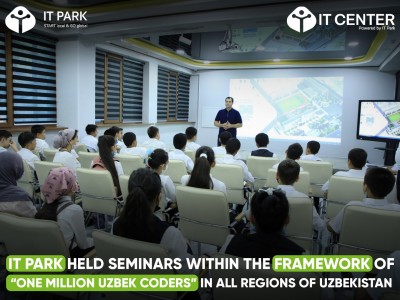 IT PARK
START local & GO global
IT CENTER
Powered by IT Park
IT PARK HELD SEMINARS WITHIN THE FRAMEWORK OF
“ONE MILLION UZBEK CODERS” IN ALL REGIONS OF UZBEKISTAN